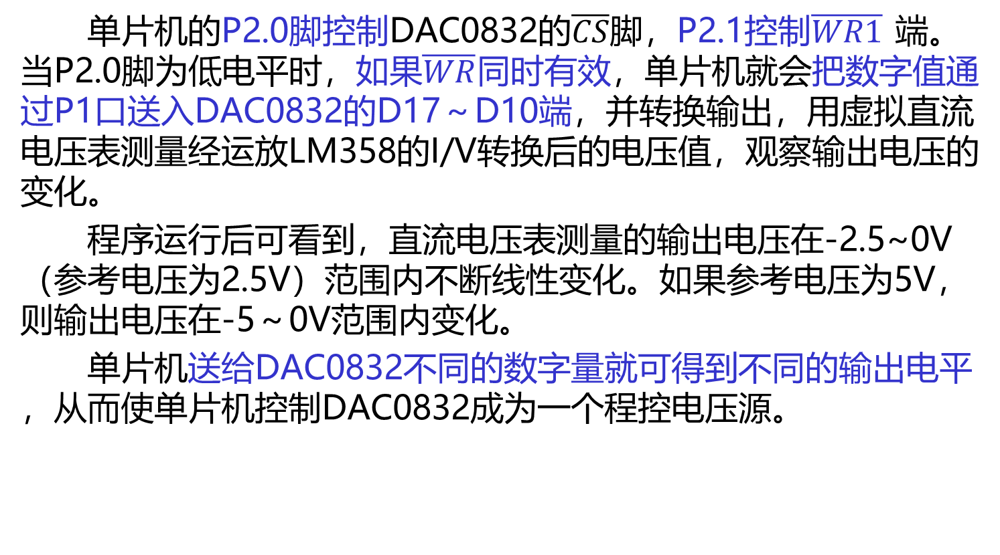 单片机的P2.0脚控制DAC0832的C̅S̅脚，P2.1控制W̅R̅1̅ 端。
当P2.0脚为低电平时，如果W̅R̅同时有效，单片机就会把数字值通
过P1口送入DAC0832的D17～D10端，并转换输出，用虚拟直流
电压表测量经运放LM358的I/V转换后的电压值，观察输出电压的
变化。
程序运行后可看到，直流电压表测量的输出电压在-2.5~0V
（参考电压为2.5V）范围内不断线性变化。如果参考电压为5V，
则输出电压在-5～0V范围内变化。
单片机送给DAC0832不同的数字量就可得到不同的输出电平
，从而使单片机控制DAC0832成为一个程控电压源。